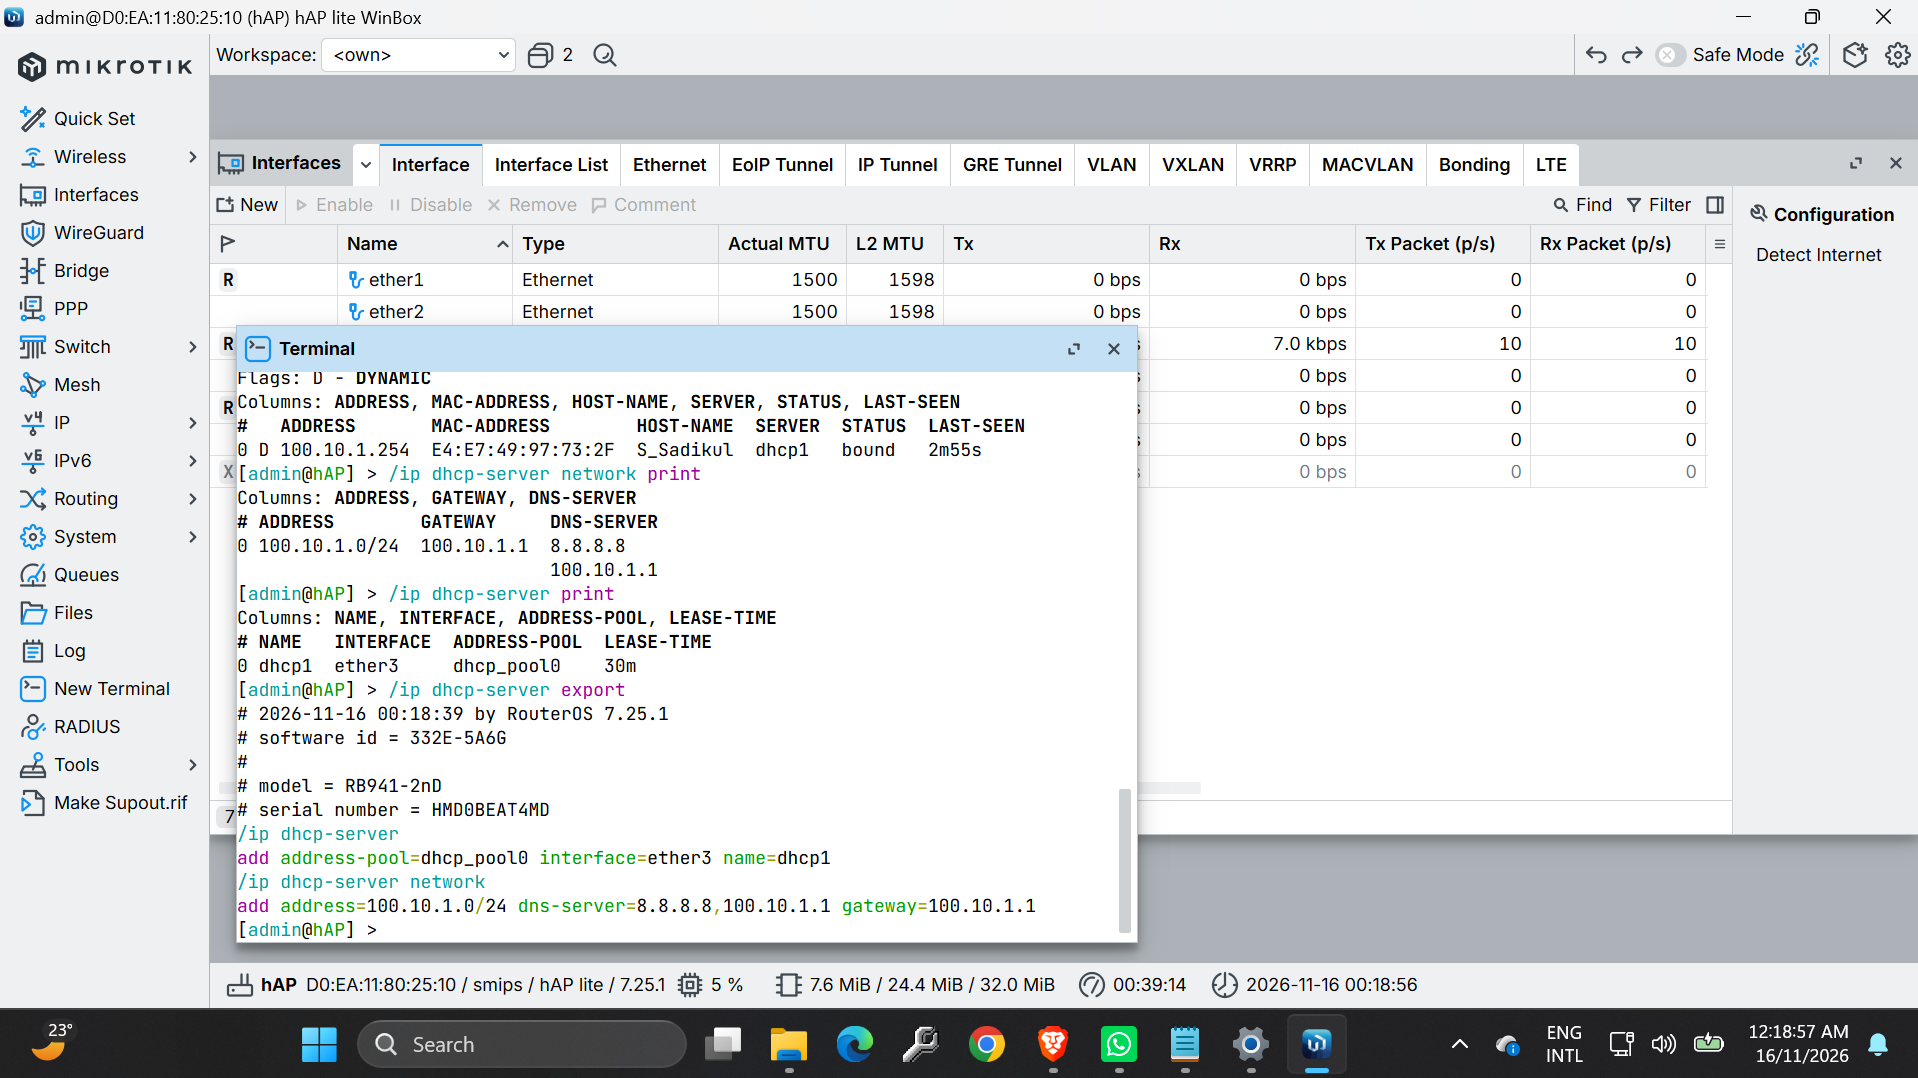 admin@D0:EA:11:80:25:10 (hAP) hAP lite WinBox
MIKROTIK
Workspace: <own> 2
Safe Mode
Quick Set
Wireless
Interfaces
WireGuard
Bridge
PPP
Switch
Mesh
IP
IPv6
Routing
System
Queues
Files
Log
New Terminal
RADIUS
Tools
Make Supout.rif
Interfaces Interface Interface List Ethernet EoIP Tunnel IP Tunnel GRE Tunnel VLAN VXLAN VRRP MACVLAN Bonding LTE
New Enable Disable Remove Comment Find Filter
Configuration
Detect Internet
Name Type Actual MTU L2 MTU Tx Rx Tx Packet (p/s) Rx Packet (p/s)
R ether1 Ethernet 1500 1598 0 bps 0 bps 0 0
ether2 Ethernet 1500 1598 0 bps 0 bps 0 0
R 7.0 kbps 10 10
0 bps 0 0
R 0 bps 0 0
0 bps 0 0
X 0 bps 0 0
7
Terminal
Flags: D - DYNAMIC
Columns: ADDRESS, MAC-ADDRESS, HOST-NAME, SERVER, STATUS, LAST-SEEN
# ADDRESS MAC-ADDRESS HOST-NAME SERVER STATUS LAST-SEEN
0 D 100.10.1.254 E4:E7:49:97:73:2F S_Sadikul dhcp1 bound 2m55s
[admin@hAP] > /ip dhcp-server network print
Columns: ADDRESS, GATEWAY, DNS-SERVER
# ADDRESS GATEWAY DNS-SERVER
0 100.10.1.0/24 100.10.1.1 8.8.8.8
100.10.1.1
[admin@hAP] > /ip dhcp-server print
Columns: NAME, INTERFACE, ADDRESS-POOL, LEASE-TIME
# NAME INTERFACE ADDRESS-POOL LEASE-TIME
0 dhcp1 ether3 dhcp_pool0 30m
[admin@hAP] > /ip dhcp-server export
# 2026-11-16 00:18:39 by RouterOS 7.25.1
# software id = 332E-5A6G
#
# model = RB941-2nD
# serial number = HMD0BEAT4MD
/ip dhcp-server
add address-pool=dhcp_pool0 interface=ether3 name=dhcp1
/ip dhcp-server network
add address=100.10.1.0/24 dns-server=8.8.8.8,100.10.1.1 gateway=100.10.1.1
[admin@hAP] >
hAP D0:EA:11:80:25:10 / smips / hAP lite / 7.25.1 5 % 7.6 MiB / 24.4 MiB / 32.0 MiB 00:39:14 2026-11-16 00:18:56
23°
Search
ENG
INTL
12:18:57 AM
16/11/2026